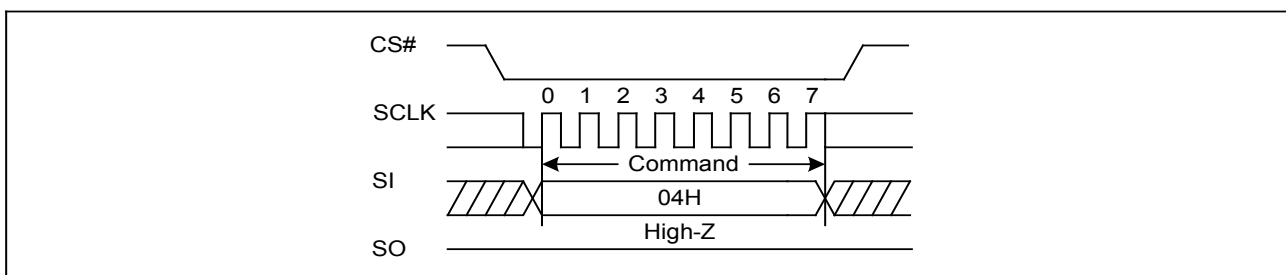 CS#
0 1 2 3 4 5 6 7
SCLK
Command
SI
04H
High-Z
SO